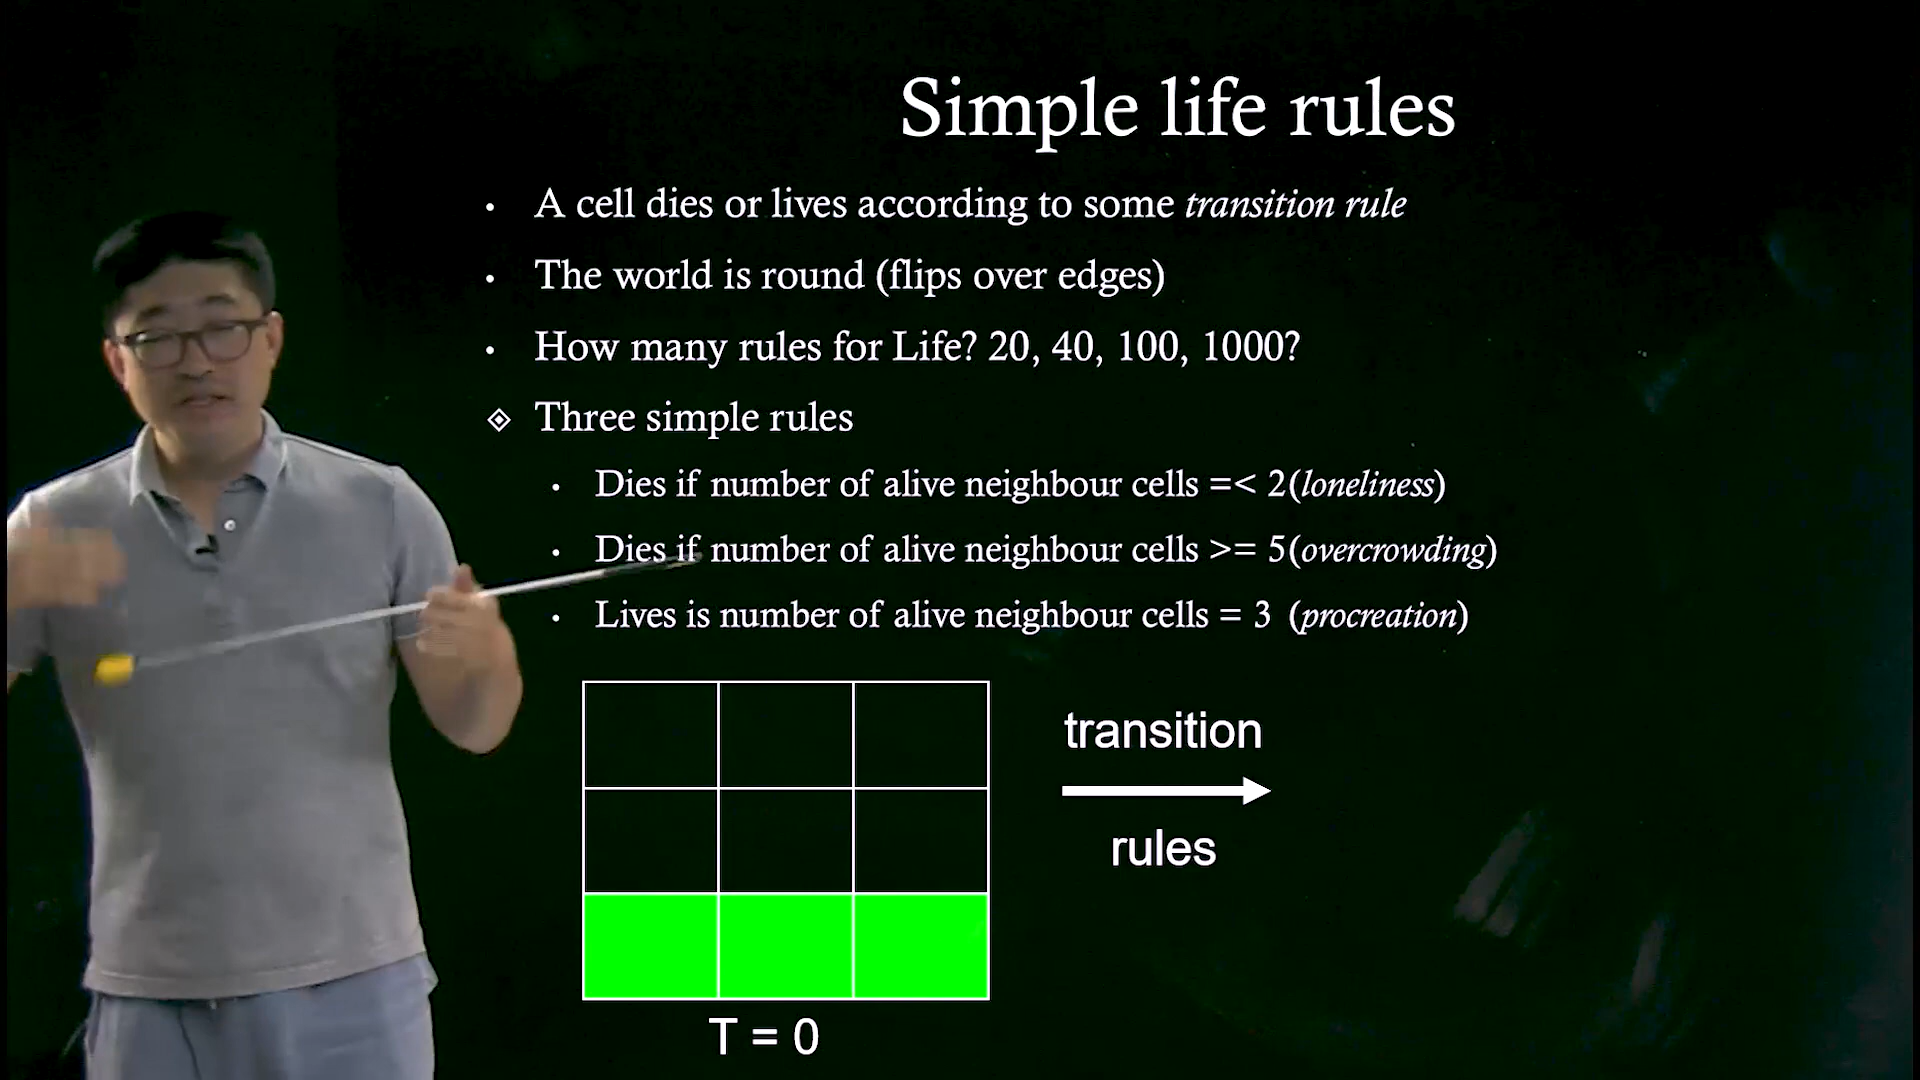 Simple life rules
• A cell dies or lives according to some transition rule
• The world is round (flips over edges)
• How many rules for Life? 20, 40, 100, 1000?
Three simple rules
• Dies if number of alive neighbour cells =< 2(loneliness)
• Dies if number of alive neighbour cells >= 5(overcrowding)
• Lives is number of alive neighbour cells = 3 (procreation)
transition
rules
T = 0